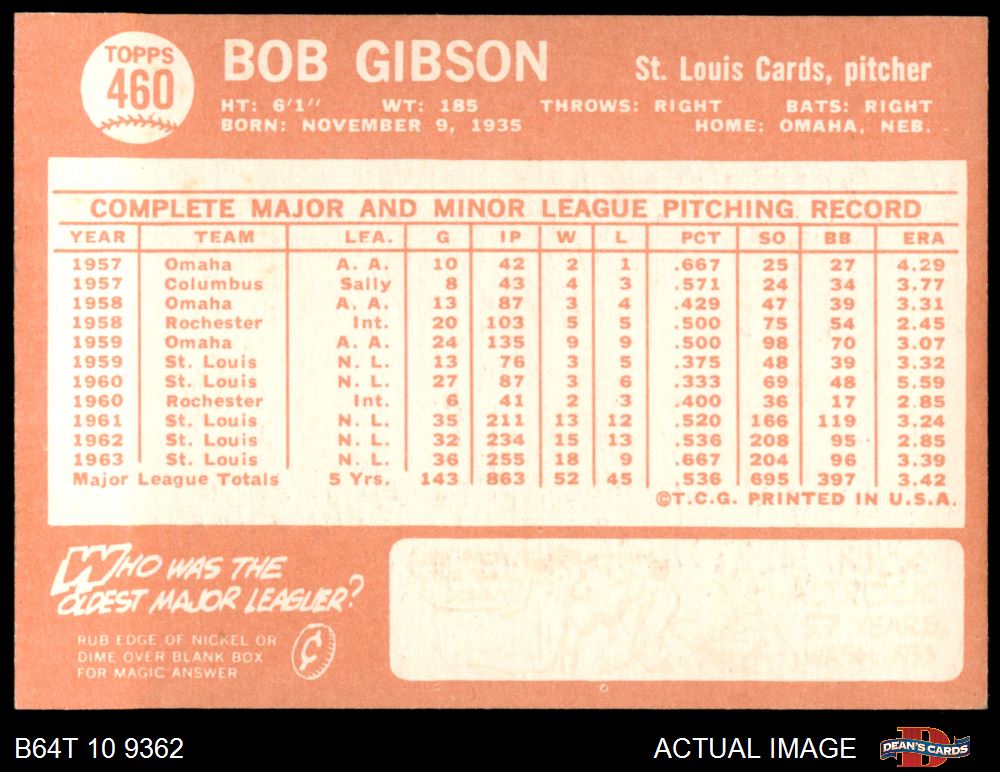 TOPPS
460
BOB GIBSON
St. Louis Cards, pitcher
HT: 6'1" WT: 185 THROWS: RIGHT BATS: RIGHT
BORN: NOVEMBER 9, 1935 HOME: OMAHA, NEB.
COMPLETE MAJOR AND MINOR LEAGUE PITCHING RECORD
YEAR TEAM LEA. G IP W L PCT SO BB ERA
1957 Omaha A. A. 10 42 2 1 .667 25 27 4.29
1957 Columbus Sally 8 43 4 3 .571 24 34 3.77
1958 Omaha A. A. 13 87 3 4 .429 47 39 3.31
1958 Rochester Int. 20 103 5 5 .500 75 54 2.45
1959 Omaha A. A. 24 135 9 9 .500 98 70 3.07
1959 St. Louis N. L. 13 76 3 5 .375 48 39 3.32
1960 St. Louis N. L. 27 87 3 6 .333 69 48 5.59
1960 Rochester Int. 6 41 2 3 .400 36 17 2.85
1961 St. Louis N. L. 35 211 13 12 .520 166 119 3.24
1962 St. Louis N. L. 32 234 15 13 .536 208 95 2.85
1963 St. Louis N. L. 36 255 18 9 .667 204 96 3.39
Major League Totals 5 Yrs. 143 863 52 45 .536 695 397 3.42
©T.C.G. PRINTED IN U.S.A.
WHO WAS THE
OLDEST MAJOR LEAGUER?
RUB EDGE OF NICKEL OR
DIME OVER BLANK BOX
FOR MAGIC ANSWER
¢
57 YEARS
B64T 10 9362
ACTUAL IMAGE
D
DEAN'S CARDS